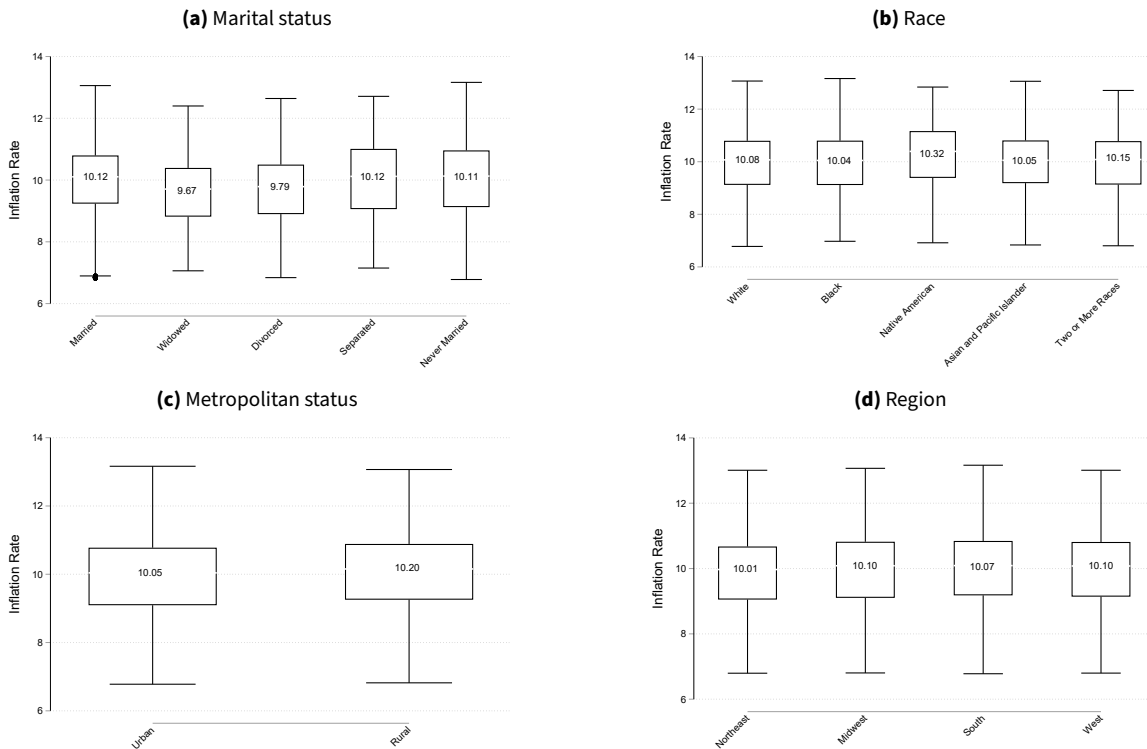 (a) Marital status
Inflation Rate
14
12
10
8
6
10.12
9.67
9.79
10.12
10.11
Married
Widowed
Divorced
Separated
Never Married
(b) Race
Inflation Rate
14
12
10
8
6
10.08
10.04
10.32
10.05
10.15
White
Black
Native American
Asian and Pacific Islander
Two or More Races
(c) Metropolitan status
Inflation Rate
14
12
10
8
6
10.05
10.20
Urban
Rural
(d) Region
Inflation Rate
14
12
10
8
6
10.01
10.10
10.07
10.10
Northeast
Midwest
South
West